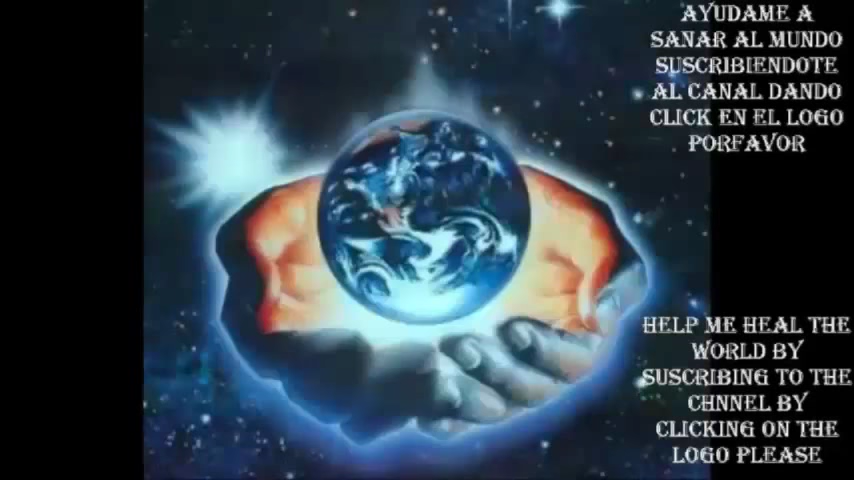 AYUDAME A
SANAR AL MUNDO
SUSCRIBIENDOTE
AL CANAL DANDO
CLICK EN EL LOGO
PORFAVOR
HELP ME HEAL THE
WORLD BY
SUSCRIBING TO THE
CHNNEL BY
CLICKING ON THE
LOGO PLEASE